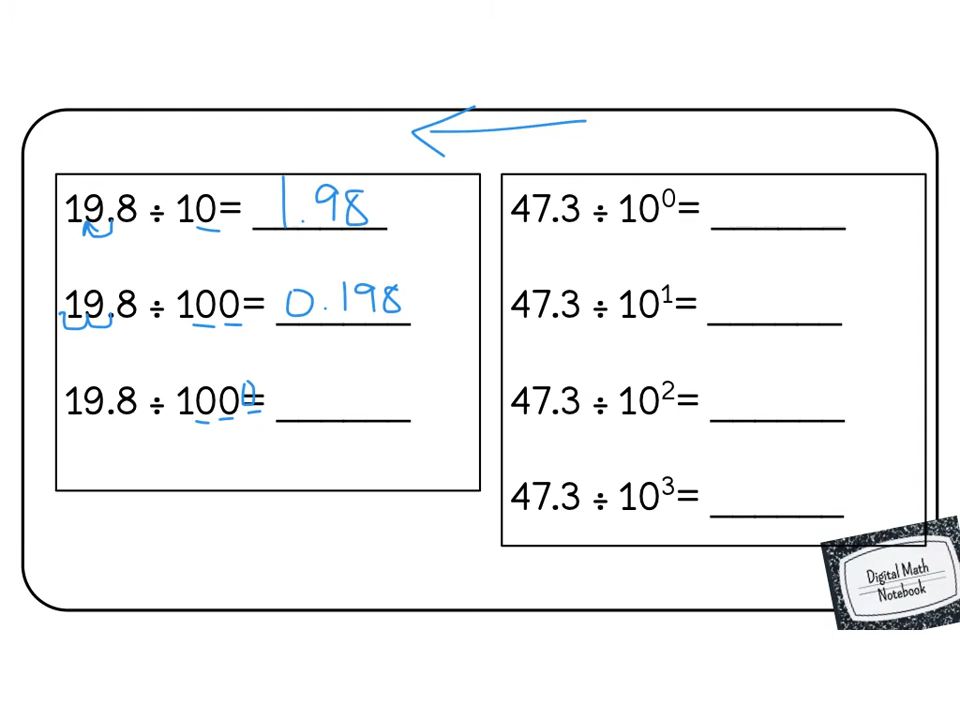 19.8 ÷ 10= 1.98
19.8 ÷ 100= 0.198
19.8 ÷ 1000= ______
47.3 ÷ 10⁰= ______
47.3 ÷ 10¹= ______
47.3 ÷ 10²= ______
47.3 ÷ 10³= ______
Digital Math
Notebook